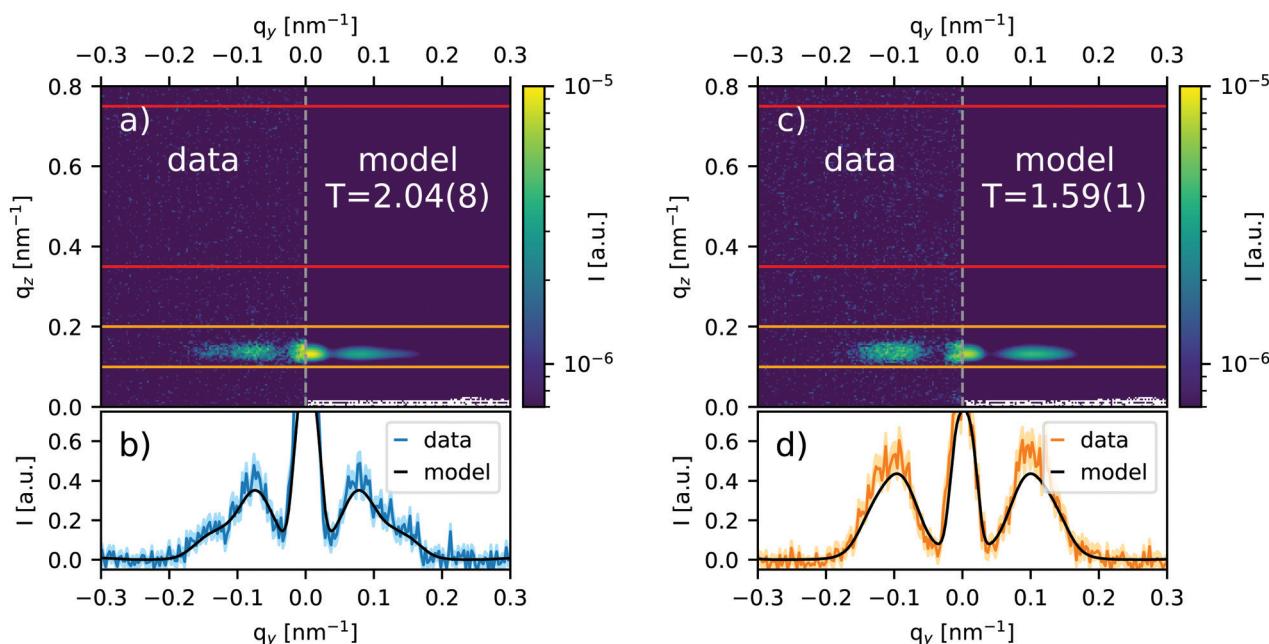 q_y [nm⁻¹]
−0.3 −0.2 −0.1 0.0 0.1 0.2 0.3
a)
data
model
T=2.04(8)
q_z [nm⁻¹]
0.8
0.6
0.4
0.2
0.0
10⁻⁵
10⁻⁶
I [a.u.]
b)
data
model
I [a.u.]
0.6
0.4
0.2
0.0
−0.3 −0.2 −0.1 0.0 0.1 0.2 0.3
q_y [nm⁻¹]
q_y [nm⁻¹]
−0.3 −0.2 −0.1 0.0 0.1 0.2 0.3
c)
data
model
T=1.59(1)
q_z [nm⁻¹]
0.8
0.6
0.4
0.2
0.0
10⁻⁵
10⁻⁶
I [a.u.]
d)
data
model
I [a.u.]
0.6
0.4
0.2
0.0
−0.3 −0.2 −0.1 0.0 0.1 0.2 0.3
q_y [nm⁻¹]